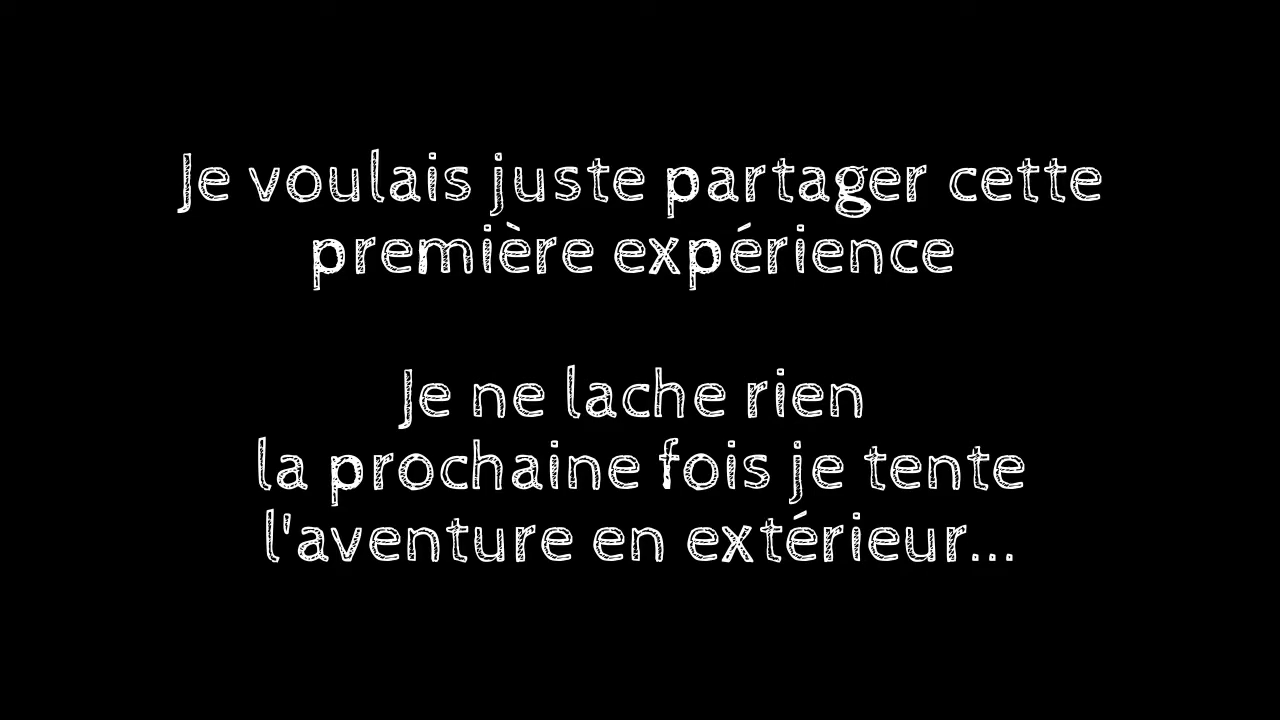 Je voulais juste partager cette
première expérience
Je ne lache rien
la prochaine fois je tente
l'aventure en extérieur...